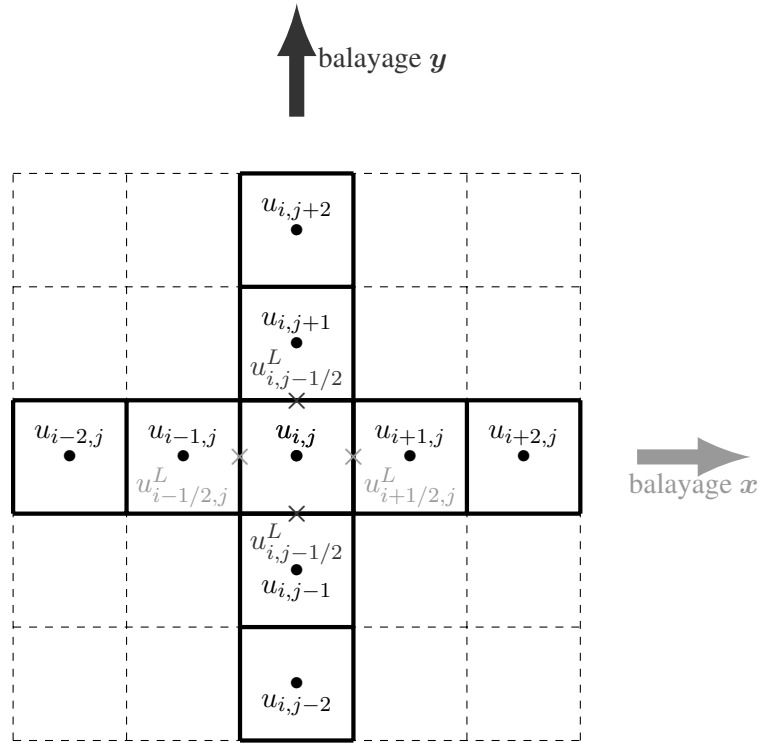 balayage y
u_{i,j+2}
u_{i,j+1}
u^L_{i,j-1/2}
u_{i-2,j} u_{i-1,j} u_{i,j} u_{i+1,j} u_{i+2,j}
u^L_{i-1/2,j} u^L_{i+1/2,j}
balayage x
u^L_{i,j-1/2}
u_{i,j-1}
u_{i,j-2}